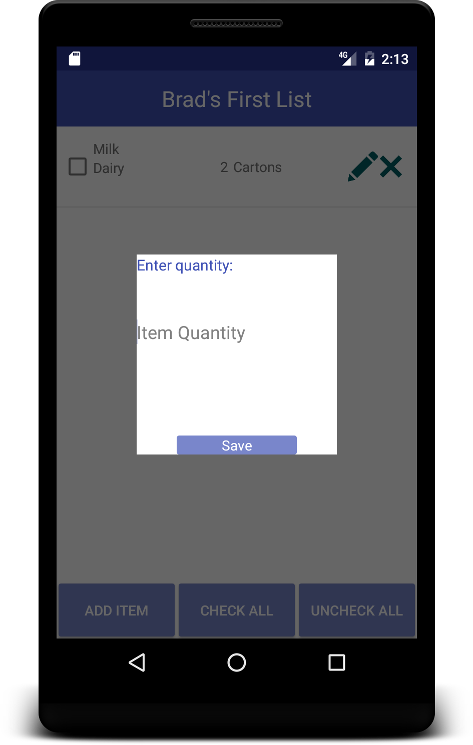 4G 2:13
Brad's First List
Milk
Dairy
2 Cartons
Enter quantity:
Item Quantity
Save
ADD ITEM CHECK ALL UNCHECK ALL